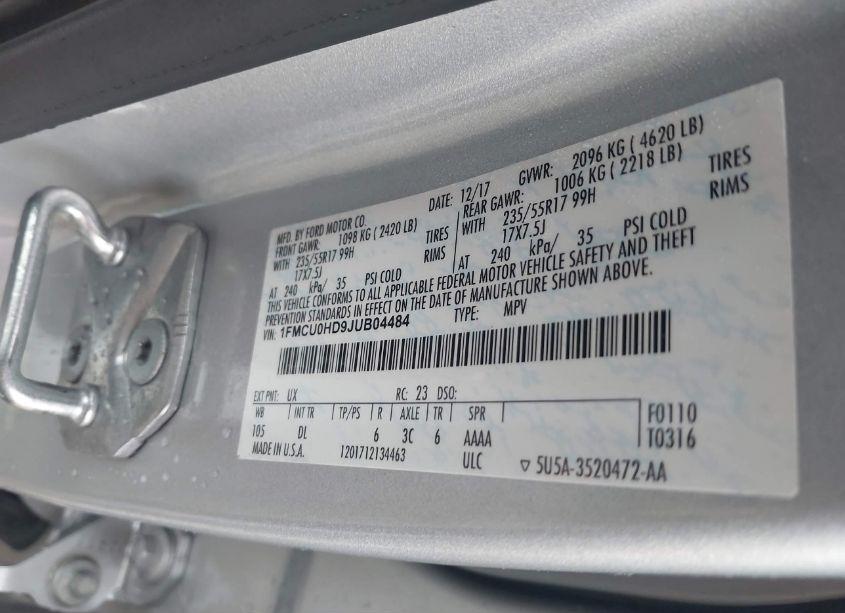 MFD. BY FORD MOTOR CO. DATE: 12/17 GVWR: 2096 KG ( 4620 LB)
FRONT GAWR: 1098 KG ( 2420 LB) REAR GAWR: 1006 KG ( 2218 LB)
WITH 235/55R17 99H TIRES WITH 235/55R17 99H TIRES
17X7.5J RIMS 17X7.5J RIMS
AT 240 kPa/ 35 PSI COLD AT 240 kPa/ 35 PSI COLD
THIS VEHICLE CONFORMS TO ALL APPLICABLE FEDERAL MOTOR VEHICLE SAFETY AND THEFT
PREVENTION STANDARDS IN EFFECT ON THE DATE OF MANUFACTURE SHOWN ABOVE.
VIN: 1FMCU0HD9JUB04484 TYPE: MPV
EXT PNT: UX RC: 23 DSO:
WB INT TR TP/PS R AXLE TR SPR F0110
105 DL 6 3C 6 AAAA T0316
MADE IN U.S.A. 1201712134463 ULC ▽ 5U5A-3520472-AA